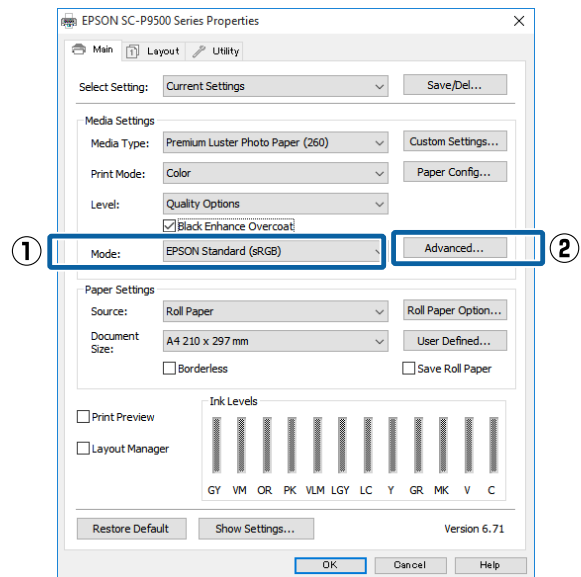 EPSON SC-P9500 Series Properties
Main Layout Utility
Select Setting: Current Settings Save/Del...
Media Settings
Media Type: Premium Luster Photo Paper (260) Custom Settings...
Print Mode: Color Paper Config...
Level: Quality Options
Black Enhance Overcoat
① Mode: EPSON Standard (sRGB) Advanced... ②
Paper Settings
Source: Roll Paper Roll Paper Option...
Document Size: A4 210 x 297 mm User Defined...
Borderless Save Roll Paper
Ink Levels
Print Preview
Layout Manager
GY VM OR PK VLM LGY LC Y GR MK V C
Restore Default Show Settings... Version 6.71
OK Cancel Help